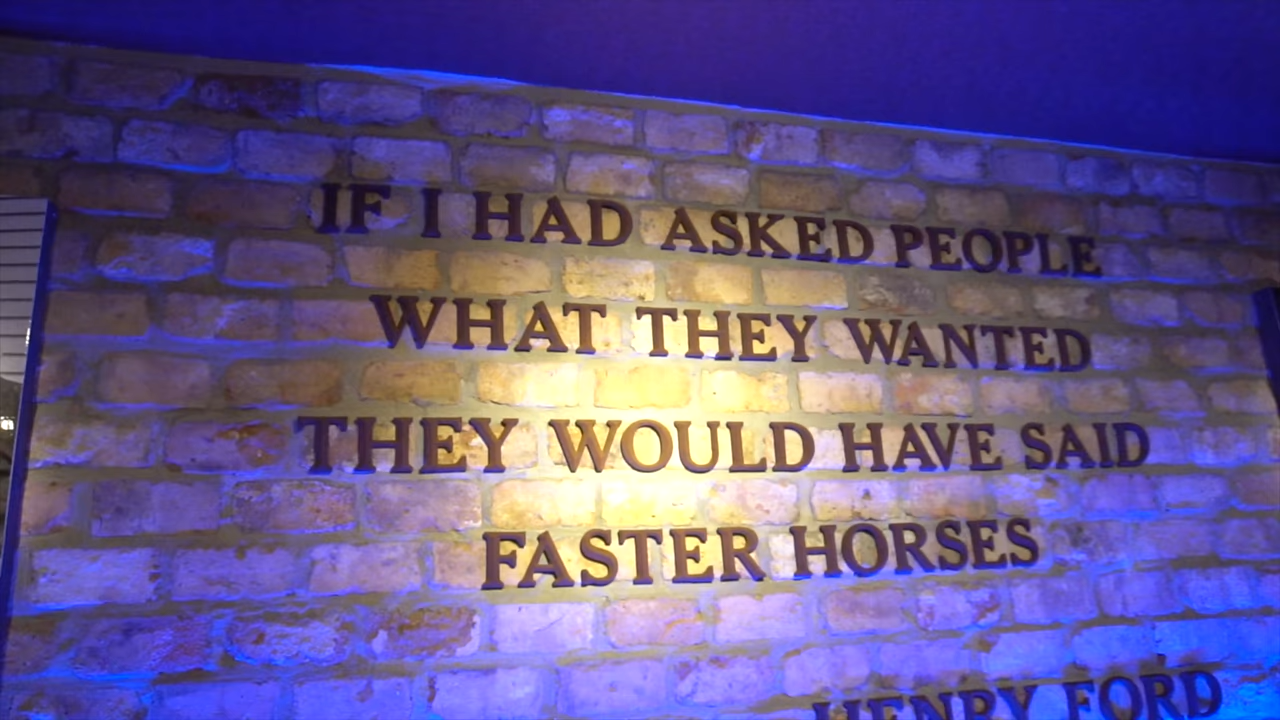 IF I HAD ASKED PEOPLE
WHAT THEY WANTED
THEY WOULD HAVE SAID
FASTER HORSES
HENRY FORD